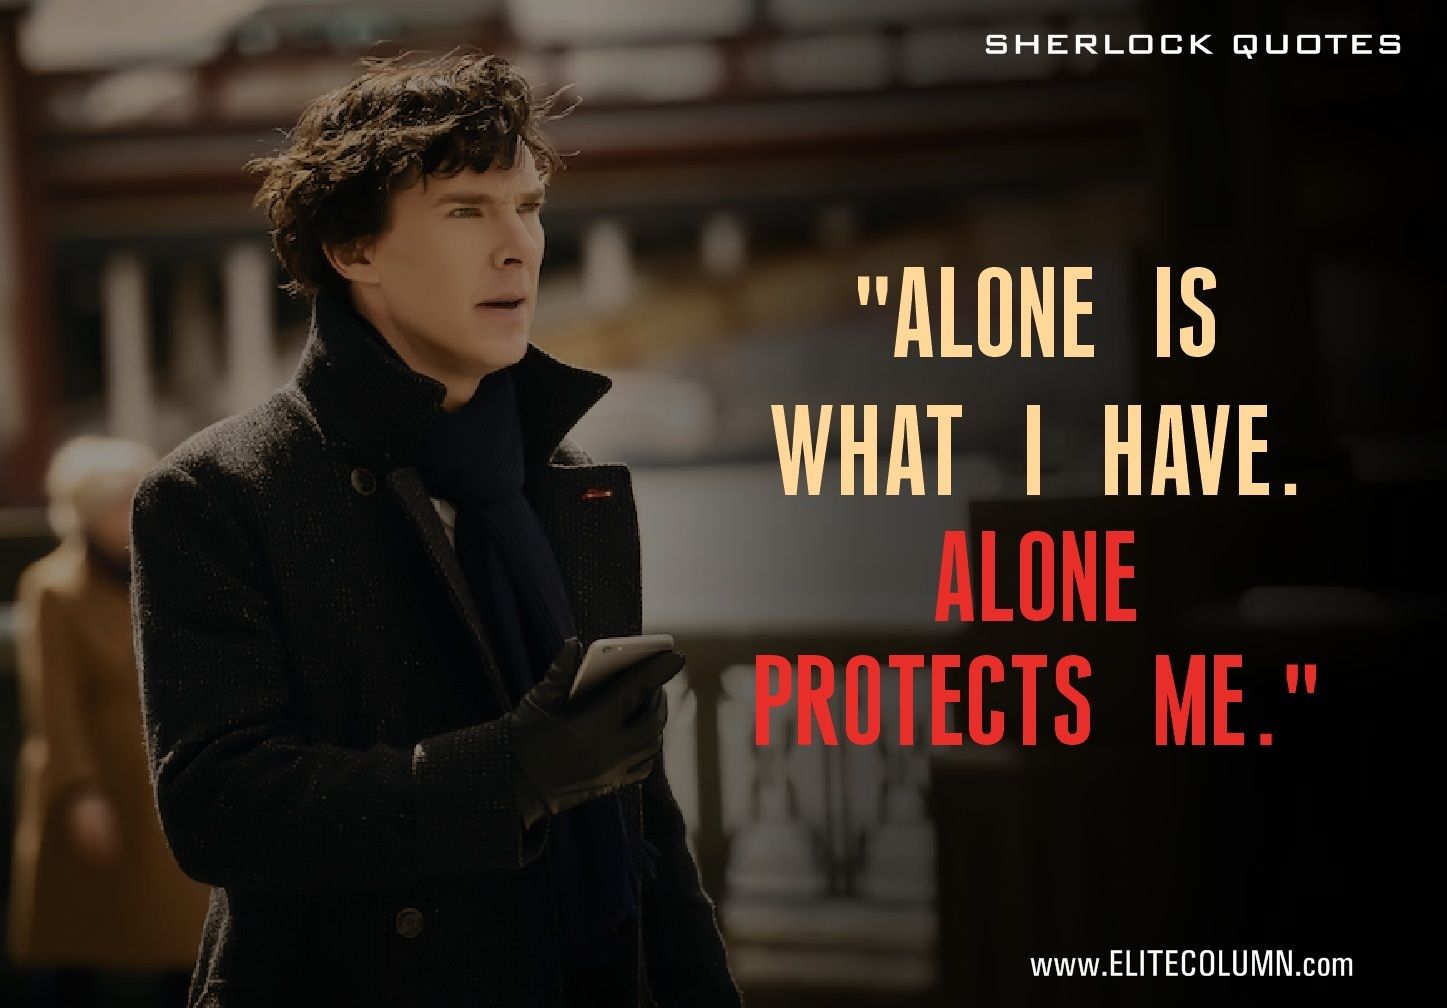 SHERLOCK QUOTES
"ALONE IS
WHAT I HAVE.
ALONE
PROTECTS ME."
www.ELITECOLUMN.com